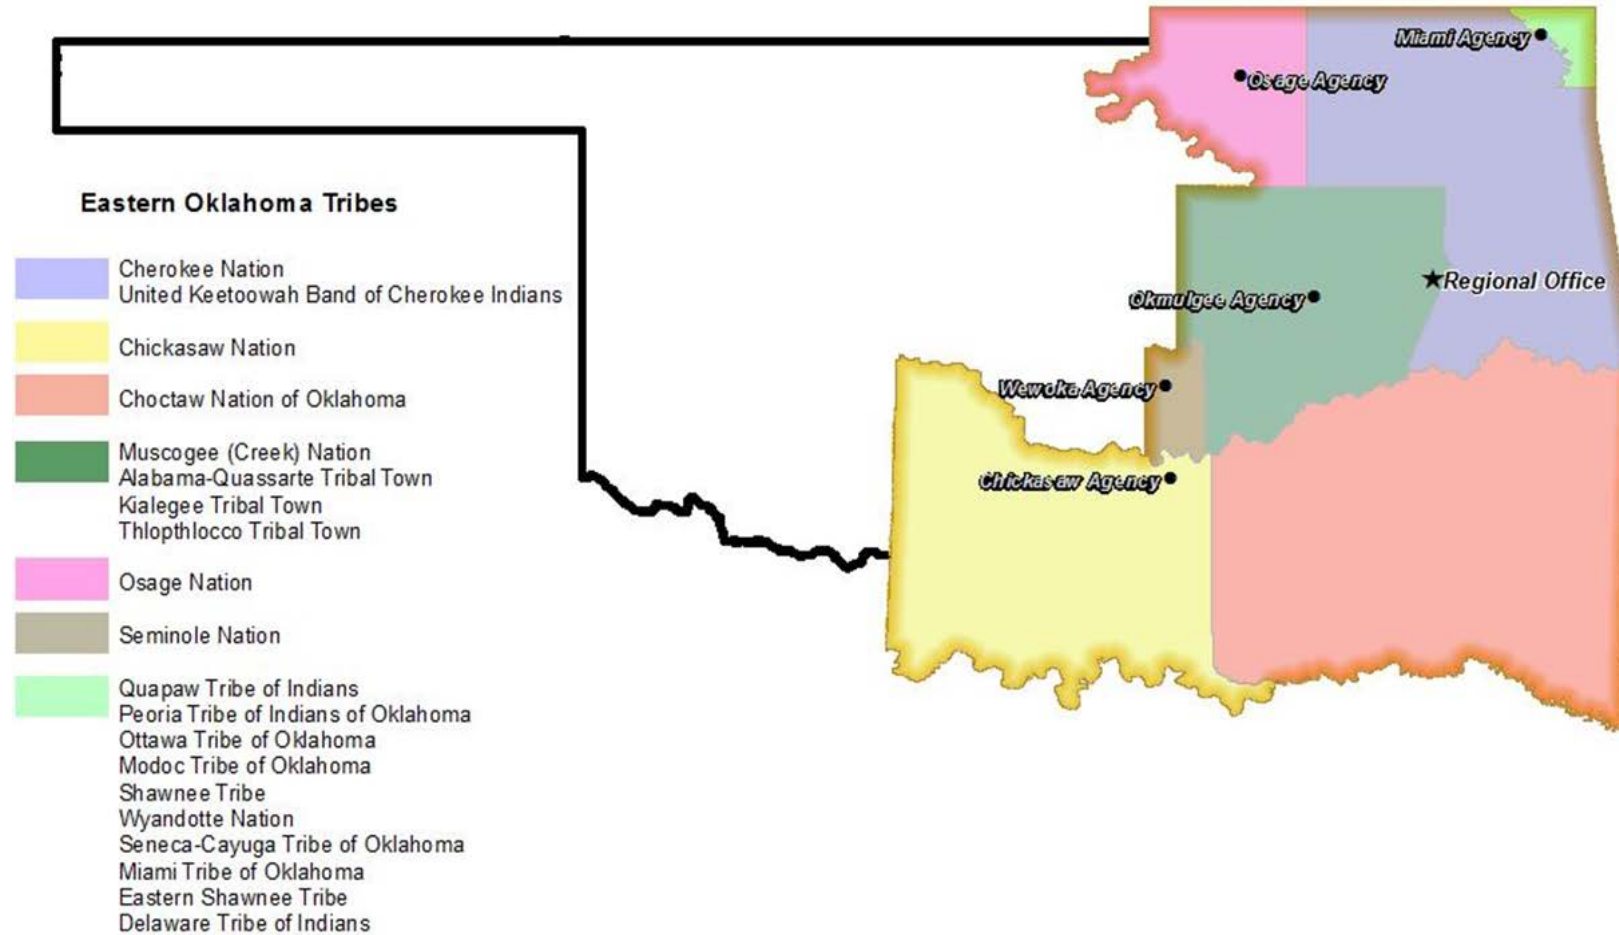 Miami Agency
Osage Agency
Eastern Oklahoma Tribes
Cherokee Nation
United Keetoowah Band of Cherokee Indians
Regional Office
Okmulgee Agency
Chickasaw Nation
Wewoka Agency
Choctaw Nation of Oklahoma
Muscogee (Creek) Nation
Alabama-Quassarte Tribal Town
Kialegee Tribal Town
Thlopthlocco Tribal Town
Chickasaw Agency
Osage Nation
Seminole Nation
Quapaw Tribe of Indians
Peoria Tribe of Indians of Oklahoma
Ottawa Tribe of Oklahoma
Modoc Tribe of Oklahoma
Shawnee Tribe
Wyandotte Nation
Seneca-Cayuga Tribe of Oklahoma
Miami Tribe of Oklahoma
Eastern Shawnee Tribe
Delaware Tribe of Indians